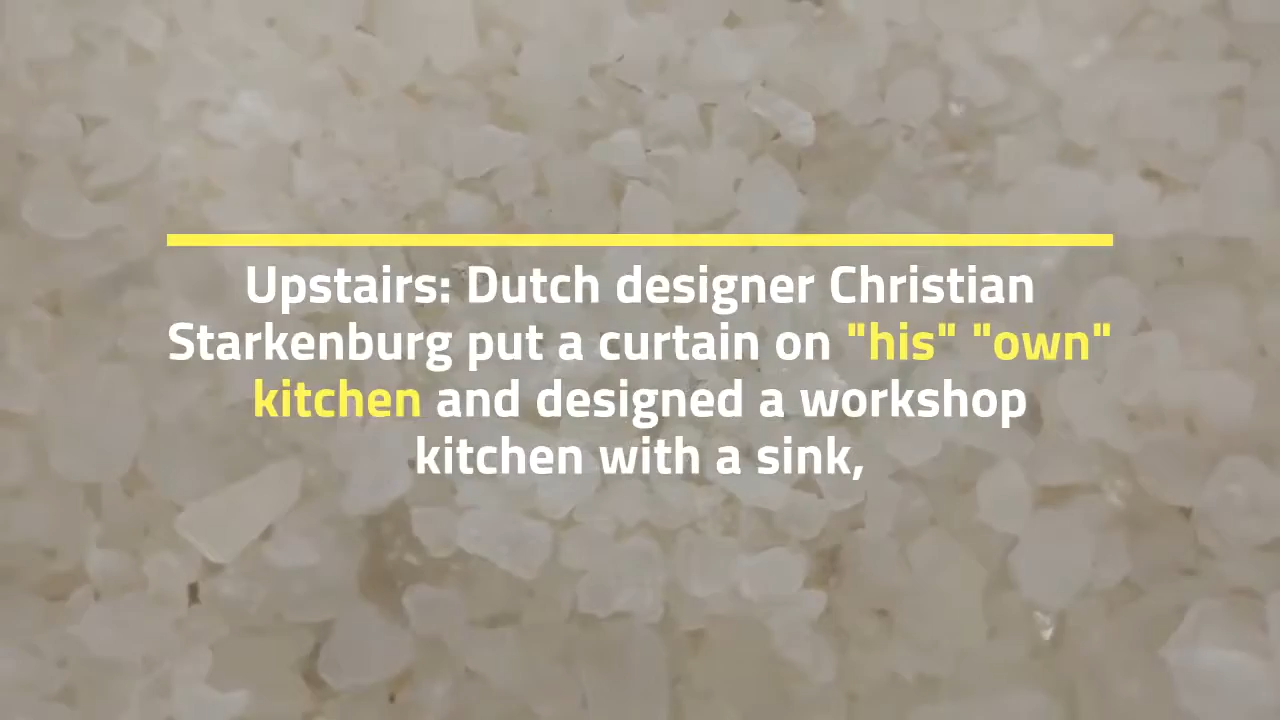 Upstairs: Dutch designer Christian
Starkenburg put a curtain on "his" "own"
kitchen and designed a workshop
kitchen with a sink,